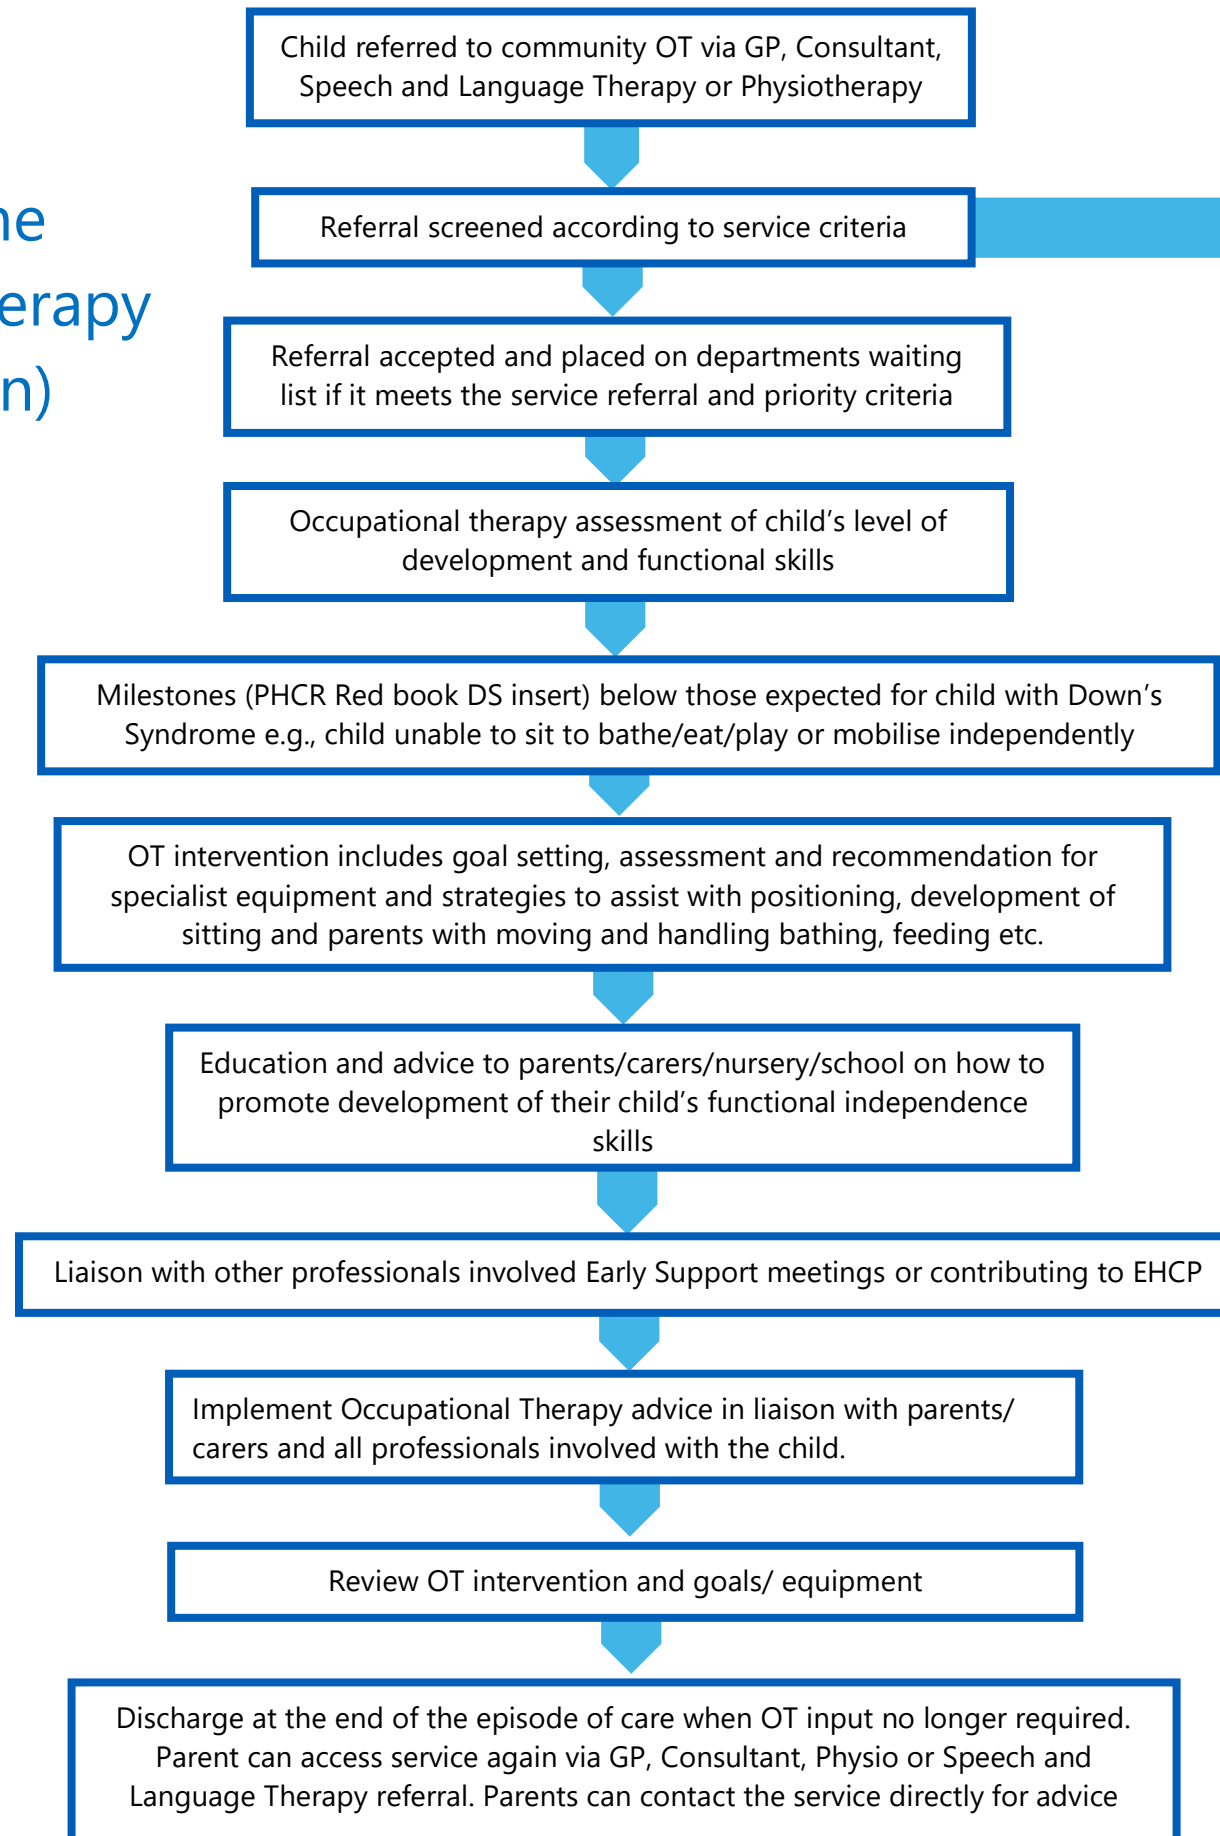 Child referred to community OT via GP, Consultant,
Speech and Language Therapy or Physiotherapy
Referral screened according to service criteria
ne
erapy
n)
Referral accepted and placed on departments waiting
list if it meets the service referral and priority criteria
Occupational therapy assessment of child’s level of
development and functional skills
Milestones (PHCR Red book DS insert) below those expected for child with Down’s
Syndrome e.g., child unable to sit to bathe/eat/play or mobilise independently
OT intervention includes goal setting, assessment and recommendation for
specialist equipment and strategies to assist with positioning, development of
sitting and parents with moving and handling bathing, feeding etc.
Education and advice to parents/carers/nursery/school on how to
promote development of their child’s functional independence
skills
Liaison with other professionals involved Early Support meetings or contributing to EHCP
Implement Occupational Therapy advice in liaison with parents/
carers and all professionals involved with the child.
Review OT intervention and goals/ equipment
Discharge at the end of the episode of care when OT input no longer required.
Parent can access service again via GP, Consultant, Physio or Speech and
Language Therapy referral. Parents can contact the service directly for advice